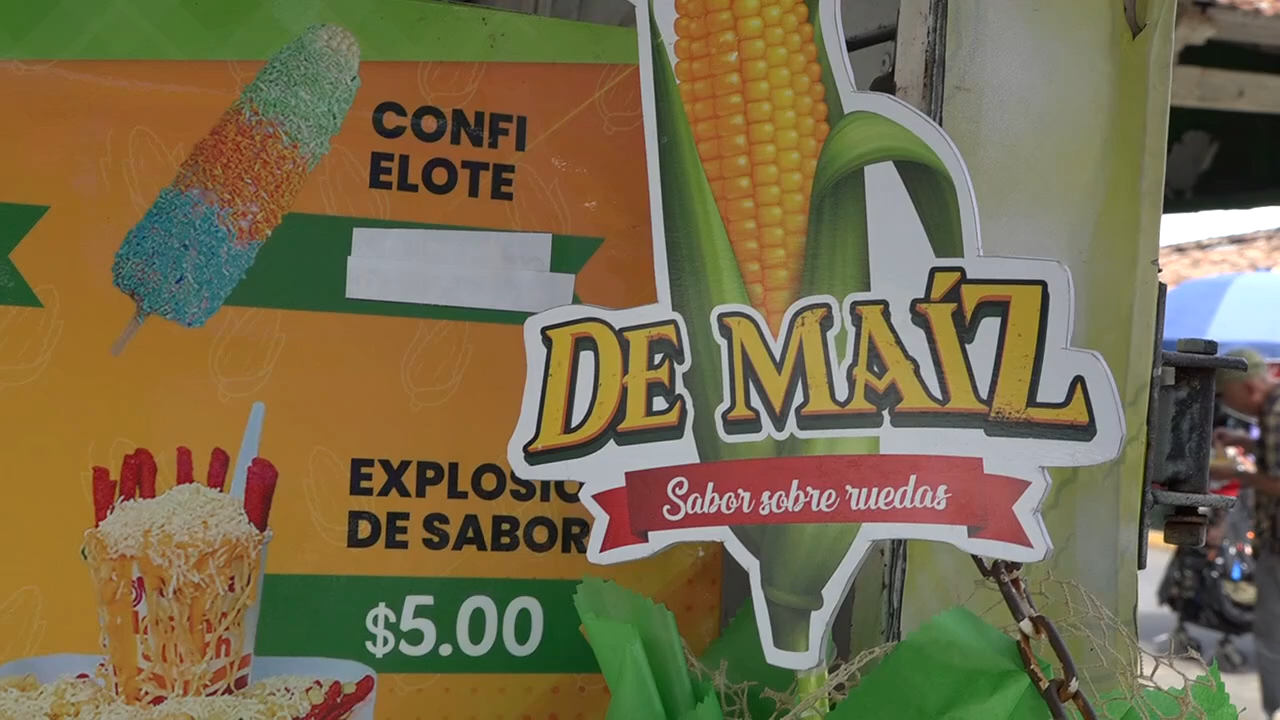 CONFI
ELOTE
EXPLOSIO
DE SABOR
$5.00
DE MAÍZ
Sabor sobre ruedas